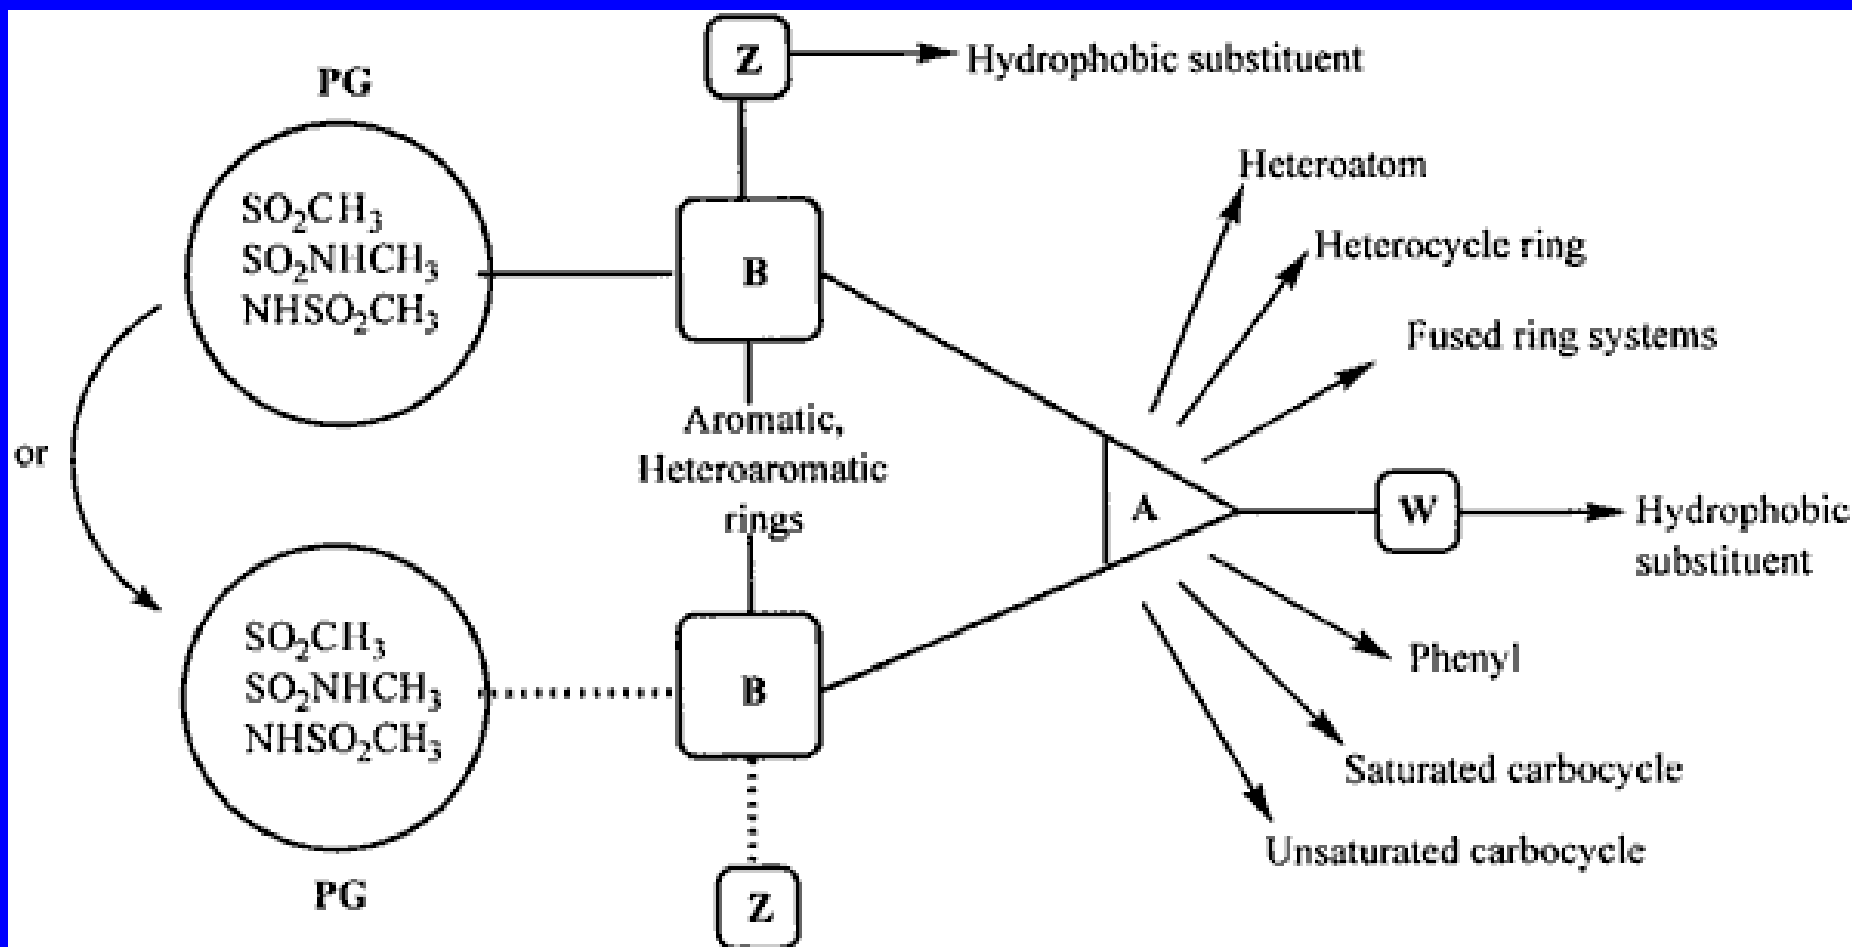 Z
Hydrophobic substituent
PG
Heteroatom
SO₂CH₃
SO₂NHCH₃
NHSO₂CH₃
B
Heterocycle ring
Fused ring systems
Aromatic,
Heteroaromatic
rings
or
A
W
Hydrophobic
substituent
SO₂CH₃
SO₂NHCH₃
NHSO₂CH₃
B
Phenyl
Saturated carbocycle
Unsaturated carbocycle
PG
Z